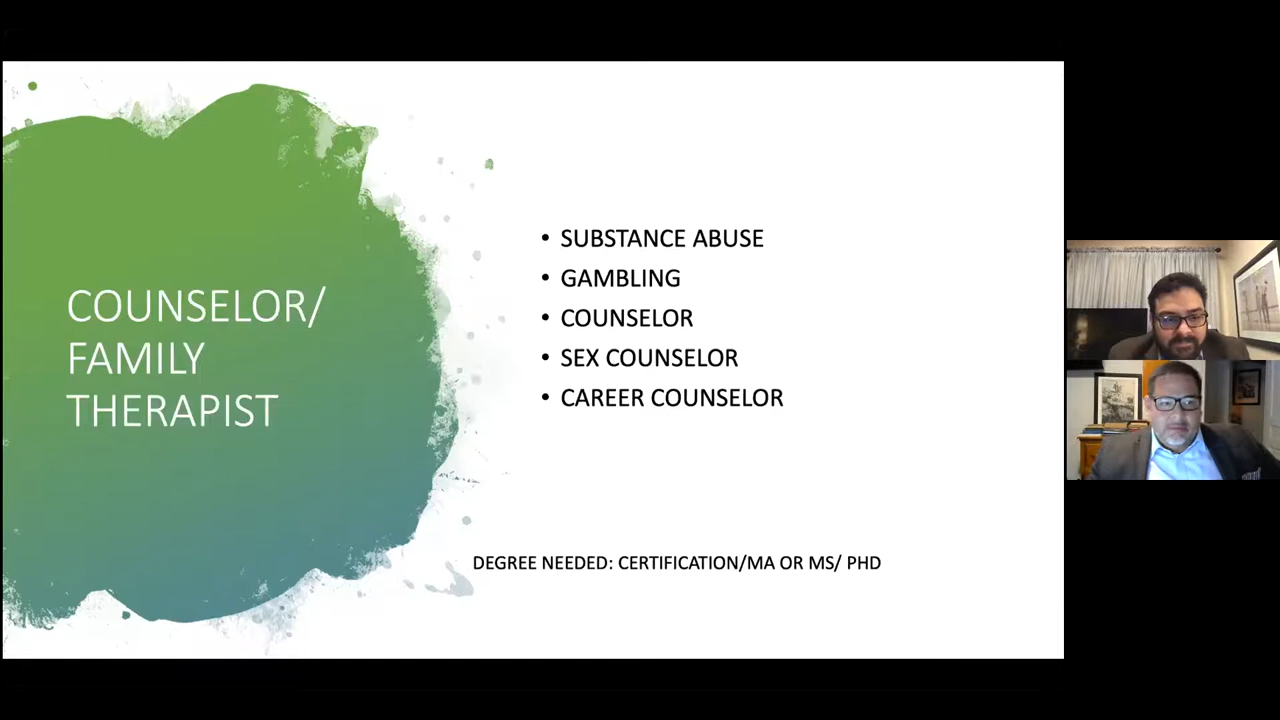 COUNSELOR/
FAMILY
THERAPIST
• SUBSTANCE ABUSE
• GAMBLING
• COUNSELOR
• SEX COUNSELOR
• CAREER COUNSELOR
DEGREE NEEDED: CERTIFICATION/MA OR MS/ PHD